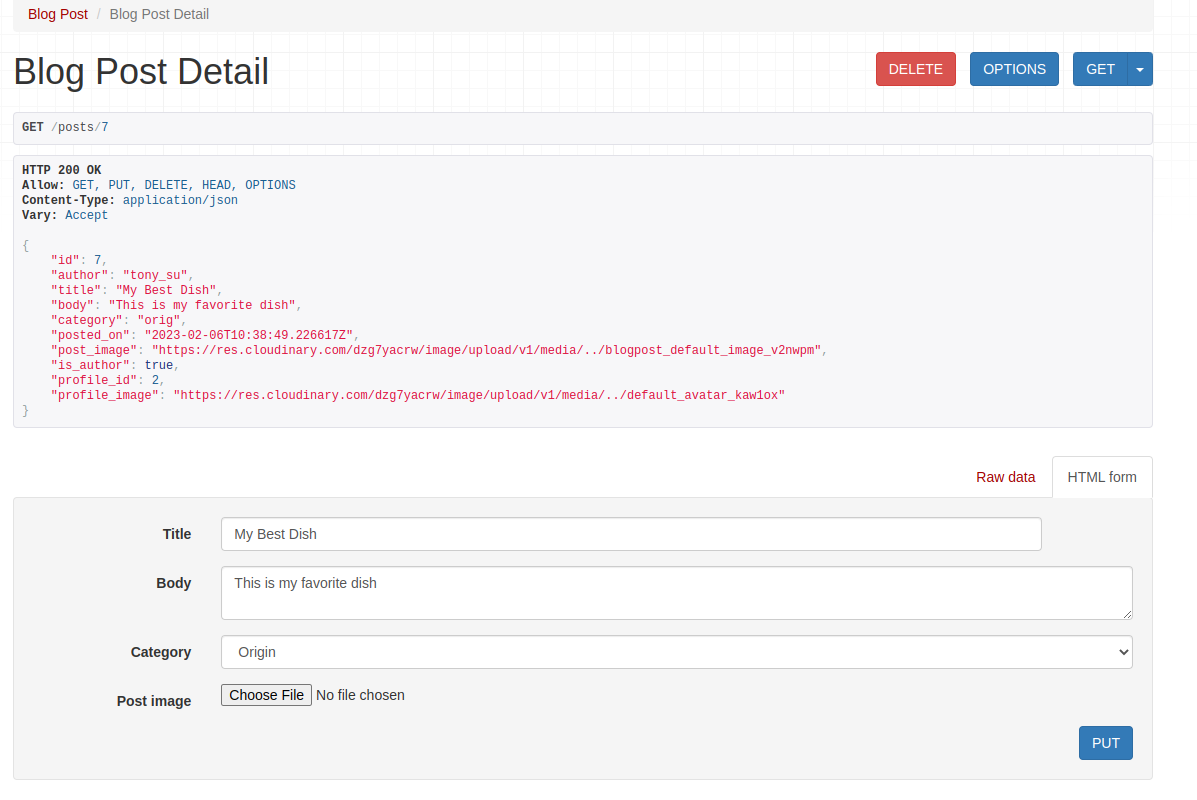 Blog Post / Blog Post Detail
Blog Post Detail
DELETE OPTIONS GET
GET /posts/7
HTTP 200 OK
Allow: GET, PUT, DELETE, HEAD, OPTIONS
Content-Type: application/json
Vary: Accept
{
"id": 7,
"author": "tony_su",
"title": "My Best Dish",
"body": "This is my favorite dish",
"category": "orig",
"posted_on": "2023-02-06T10:38:49.226617Z",
"post_image": "https://res.cloudinary.com/dzg7yacrw/image/upload/v1/media/../blogpost_default_image_v2nwpm",
"is_author": true,
"profile_id": 2,
"profile_image": "https://res.cloudinary.com/dzg7yacrw/image/upload/v1/media/../default_avatar_kaw1ox"
}
Raw data HTML form
Title My Best Dish
Body This is my favorite dish
Category Origin
Post image Choose File No file chosen
PUT